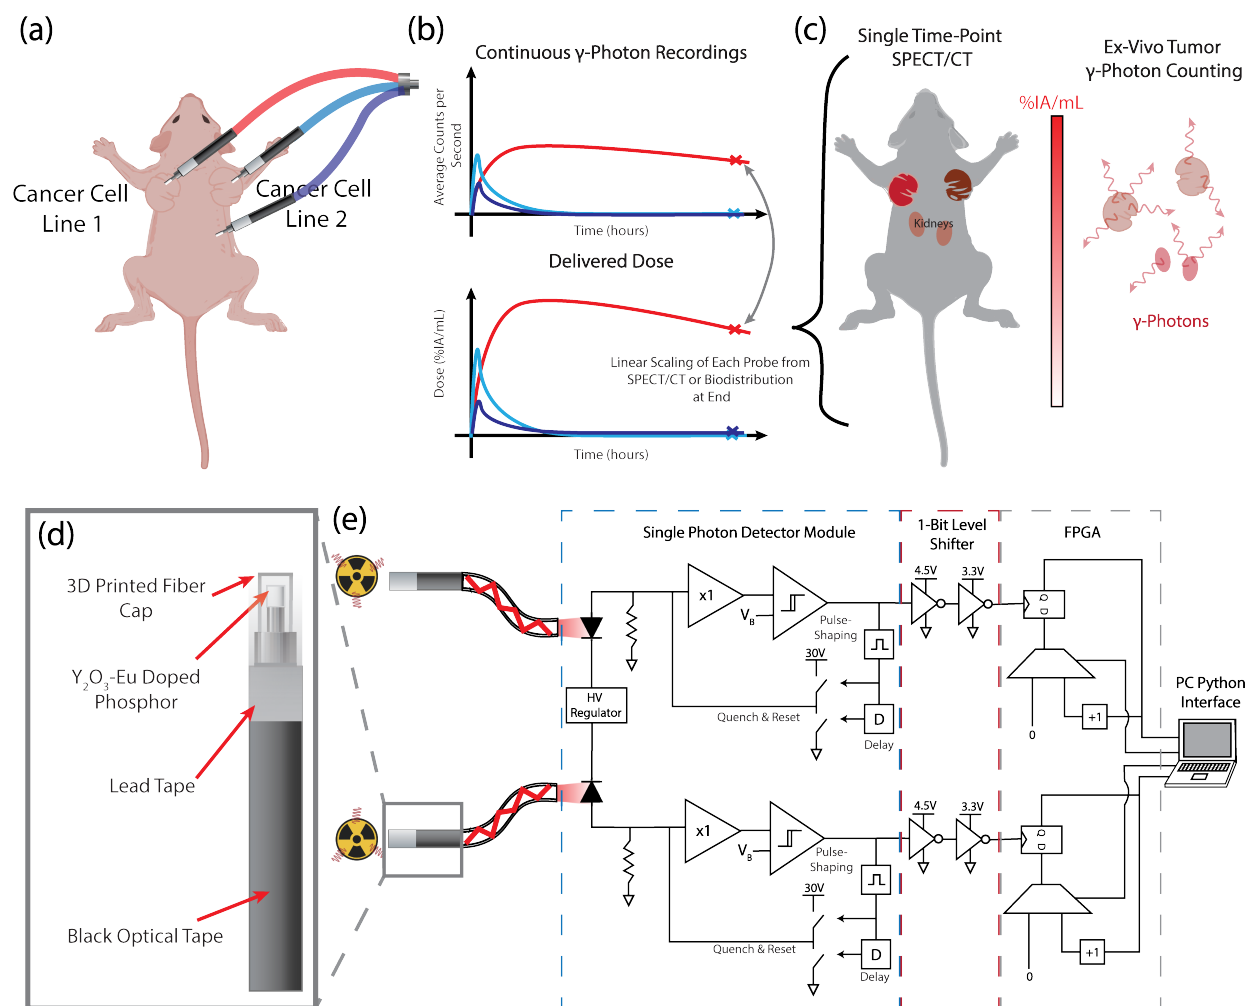 (a)
Cancer Cell
Line 1
Cancer Cell
Line 2
(b)
Continuous γ-Photon Recordings
Average Counts per
Second
Time (hours)
Delivered Dose
Dose (%IA/mL)
Time (hours)
Linear Scaling of Each Probe from
SPECT/CT or Biodistribution
at End
(c)
Single Time-Point
SPECT/CT
%IA/mL
Kidneys
Ex-Vivo Tumor
γ-Photon Counting
γ-Photons
(d)
3D Printed Fiber
Cap
Y₂O₃-Eu Doped
Phosphor
Lead Tape
Black Optical Tape
(e)
Single Photon Detector Module
1-Bit Level
Shifter
FPGA
HV
Regulator
x1
V_B
Pulse-
Shaping
30V
Quench & Reset
D
Delay
4.5V
3.3V
Q D
0
+1
PC Python
Interface
x1
V_B
Pulse-
Shaping
30V
Quench & Reset
D
Delay
4.5V
3.3V
Q D
0
+1